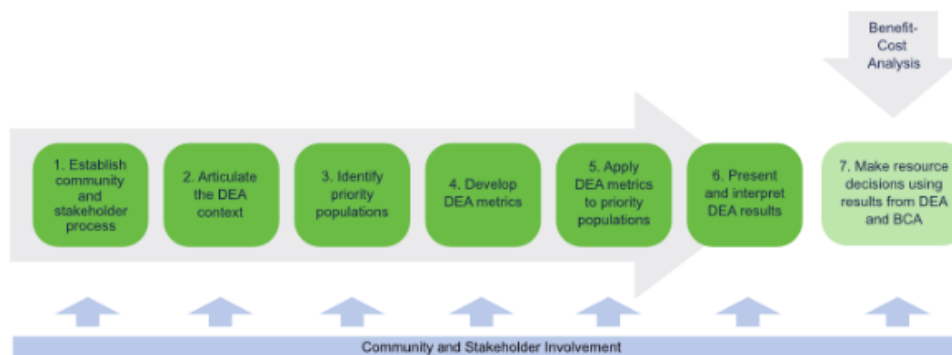 Benefit-
Cost
Analysis
1. Establish
community
and
stakeholder
process
2. Articulate
the DEA
context
3. Identify
priority
populations
4. Develop
DEA metrics
5. Apply
DEA metrics
to priority
populations
6. Present
and interpret
DEA results
7. Make resource
decisions using
results from DEA
and BCA
Community and Stakeholder Involvement